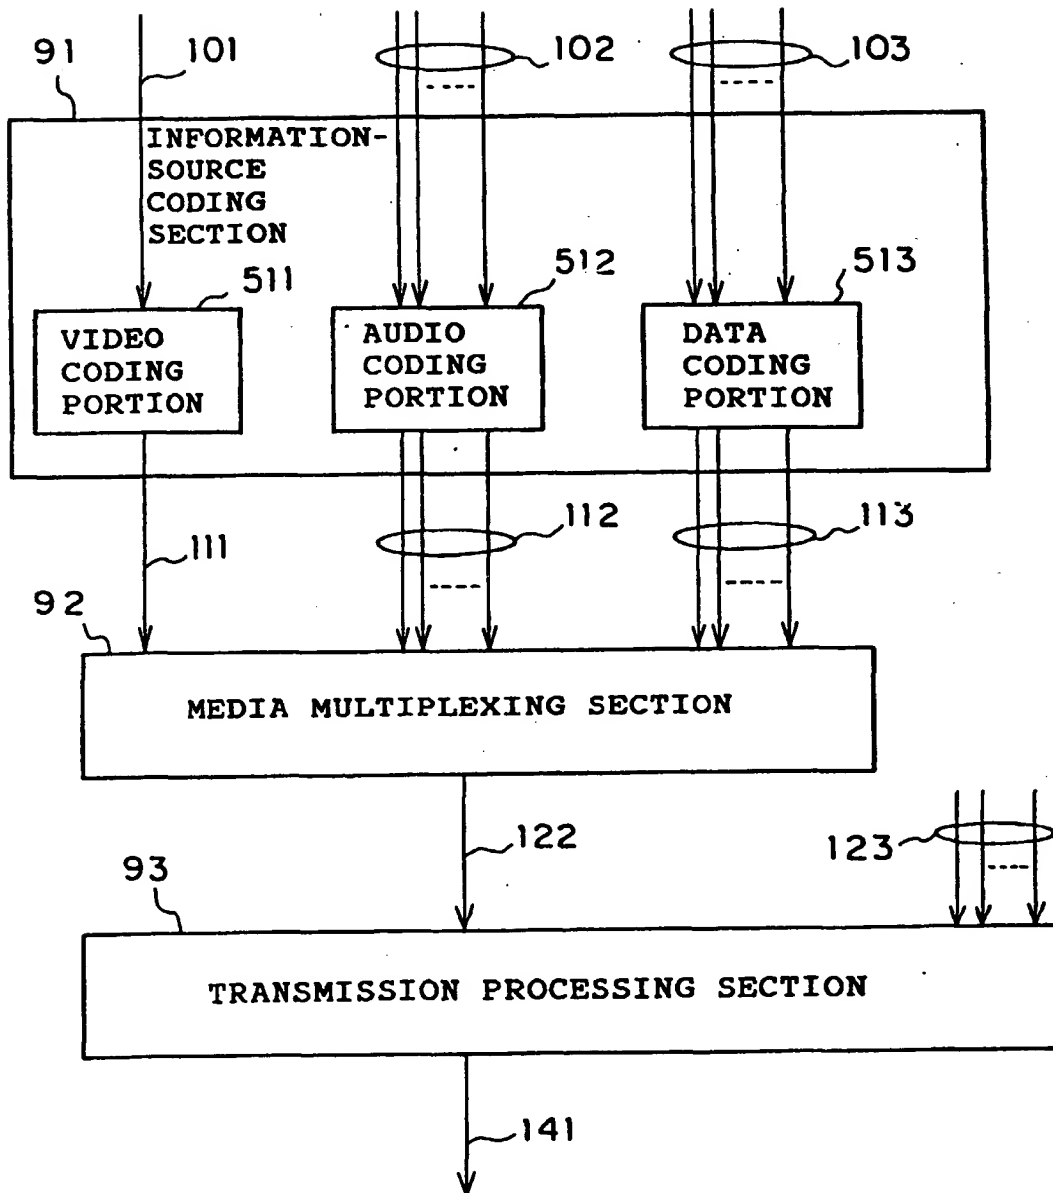 101
102
103
91
INFORMATION-
SOURCE
CODING
SECTION
511
512
513
VIDEO
CODING
PORTION
AUDIO
CODING
PORTION
DATA
CODING
PORTION
111
112
113
92
MEDIA MULTIPLEXING SECTION
122
123
93
TRANSMISSION PROCESSING SECTION
141